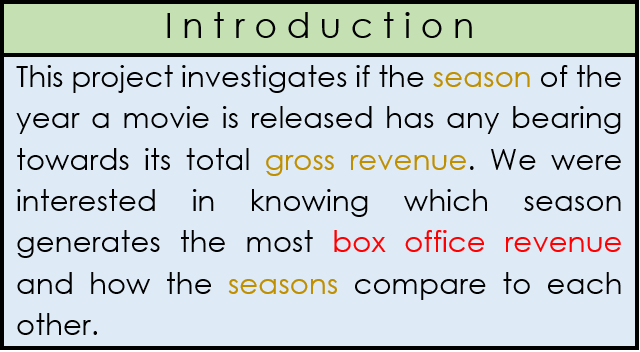 Introduction
This project investigates if the season of the
year a movie is released has any bearing
towards its total gross revenue. We were
interested in knowing which season
generates the most box office revenue
and how the seasons compare to each
other.